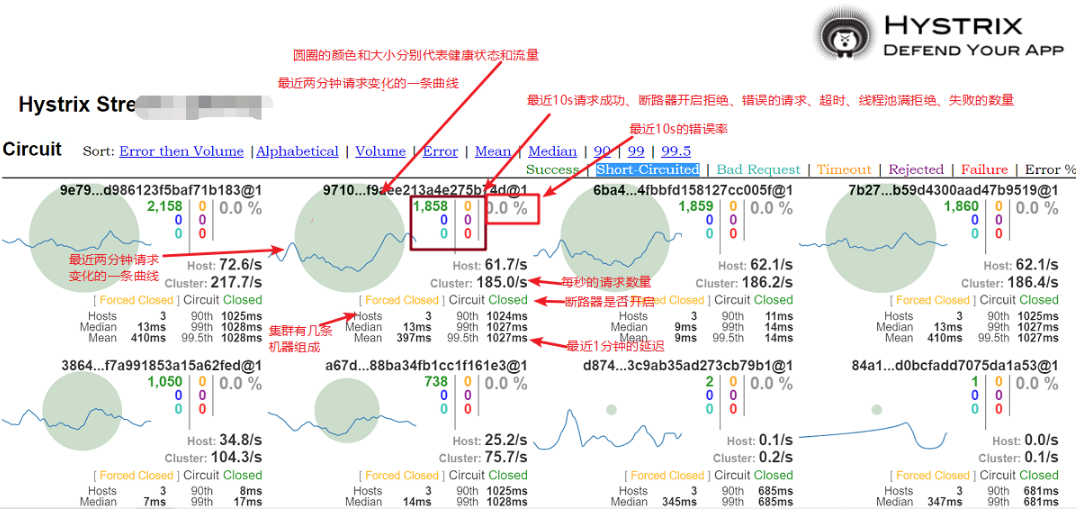 HYSTRIX
DEFEND YOUR APP
圆圈的颜色和大小分别代表健康状态和流量
最近两分钟请求变化的一条曲线
Hystrix Stre
最近10s请求成功、断路器开启拒绝、错误的请求、超时、线程池满拒绝、失败的数量
最近10s的错误率
Circuit Sort: Error then Volume | Alphabetical | Volume | Error | Mean | Median | 90 | 99 | 99.5
Success | Short-Circuited | Bad Request | Timeout | Rejected | Failure | Error %
9e79...d986123f5baf71b183@1
2,158 0 0.0 %
0 0
0 0
Host: 72.6/s
Cluster: 217.7/s
[ Forced Closed ] Circuit Closed
Hosts 3 90th 1025ms
Median 13ms 99th 1028ms
Mean 410ms 99.5th 1028ms
最近两分钟请求
变化的一条曲线
9710...f9aee213a4e275b14d@1
1,858 0 0.0 %
0 0
0 0
Host: 61.7/s
Cluster: 185.0/s
[ Forced Closed ] Circuit Closed
Hosts 3 90th 1024ms
Median 13ms 99th 1027ms
Mean 397ms 99.5th 1027ms
集群有几条
机器组成
每秒的请求数量
断路器是否开启
最近1分钟的延迟
6ba4...4fbbfd158127cc005f@1
1,859 0 0.0 %
0 0
0 0
Host: 62.1/s
Cluster: 186.2/s
[ Forced Closed ] Circuit Closed
Hosts 3 90th 11ms
Median 9ms 99th 14ms
Mean 9ms 99.5th 14ms
7b27...b59d4300aad47b9519@1
1,860 0 0.0 %
0 0
0 0
Host: 62.1/s
Cluster: 186.4/s
[ Forced Closed ] Circuit Closed
Hosts 3 90th 1025ms
Median 13ms 99th 1027ms
Mean 410ms 99.5th 1028ms
3864...f7a991853a15a62fed@1
1,050 0 0.0 %
0 0
0 0
Host: 34.8/s
Cluster: 104.3/s
[ Forced Closed ] Circuit Closed
Hosts 3 90th 8ms
Median 7ms 99th 17ms
a67d...88ba34fb1cc1f161e3@1
738 0 0.0 %
0 0
0 0
Host: 25.2/s
Cluster: 75.7/s
[ Forced Closed ] Circuit Closed
Hosts 3 90th 1025ms
Median 14ms 99th 1028ms
d874...3c9ab35ad273cb79b1@1
2 0 0.0 %
0 0
0 0
Host: 0.1/s
Cluster: 0.2/s
[ Forced Closed ] Circuit Closed
Hosts 3 90th 685ms
Median 345ms 99th 685ms
84a1...d0bcfadd7075da1a53@1
1 0 0.0 %
0 0
0 0
Host: 0.0/s
Cluster: 0.1/s
[ Forced Closed ] Circuit Closed
Hosts 3 90th 681ms
Median 347ms 99th 681ms